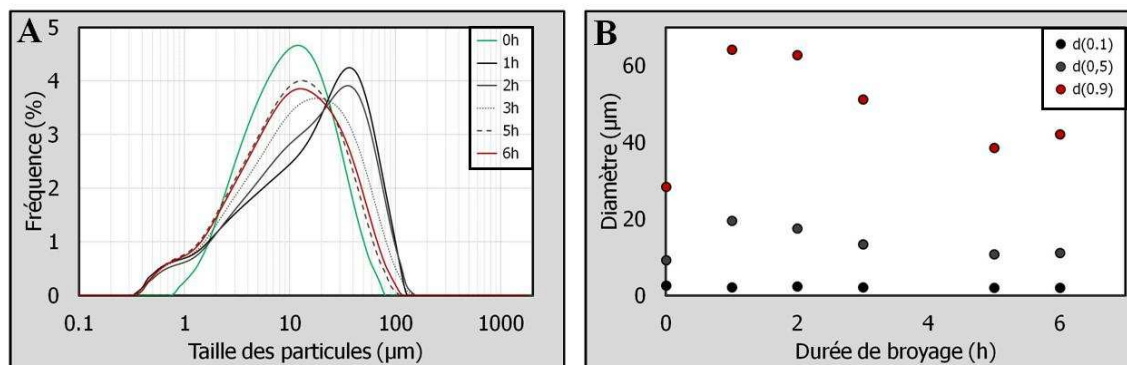 A
Fréquence (%)
5
4
3
2
1
0
0.1
1
10
100
1000
Taille des particules (µm)
0h
1h
2h
3h
5h
6h
B
Diamètre (µm)
60
40
20
0
0
2
4
6
Durée de broyage (h)
d(0.1)
d(0,5)
d(0.9)